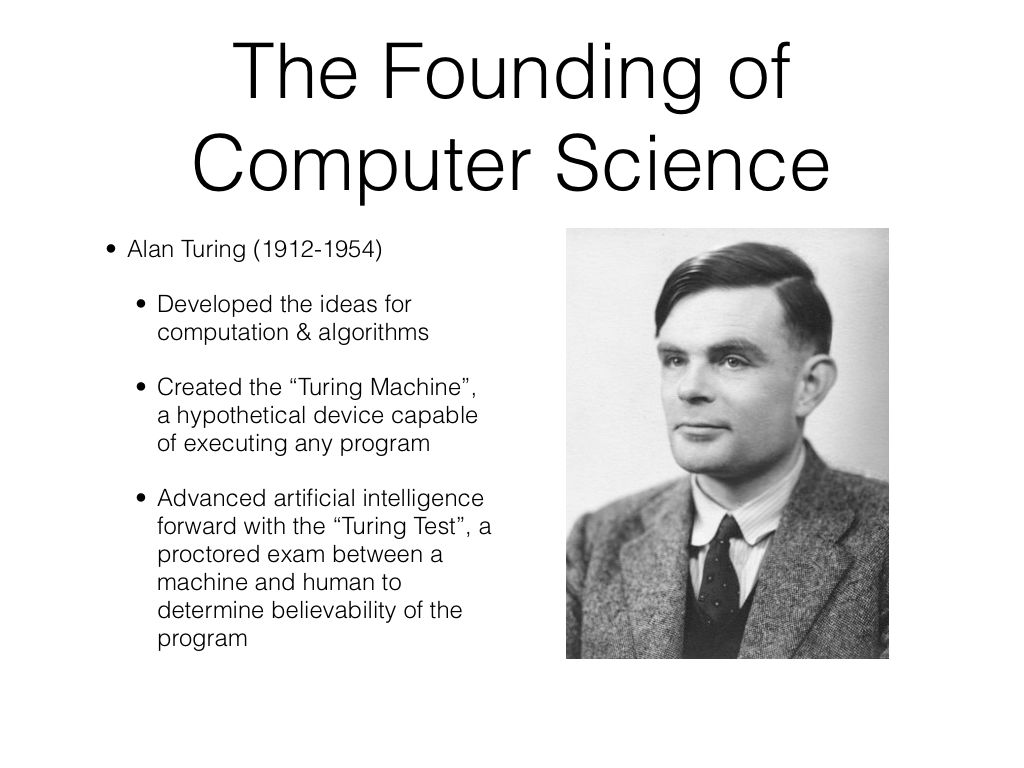 The Founding of
Computer Science
• Alan Turing (1912-1954)
• Developed the ideas for
computation & algorithms
• Created the “Turing Machine”,
a hypothetical device capable
of executing any program
• Advanced artificial intelligence
forward with the “Turing Test”, a
proctored exam between a
machine and human to
determine believability of the
program